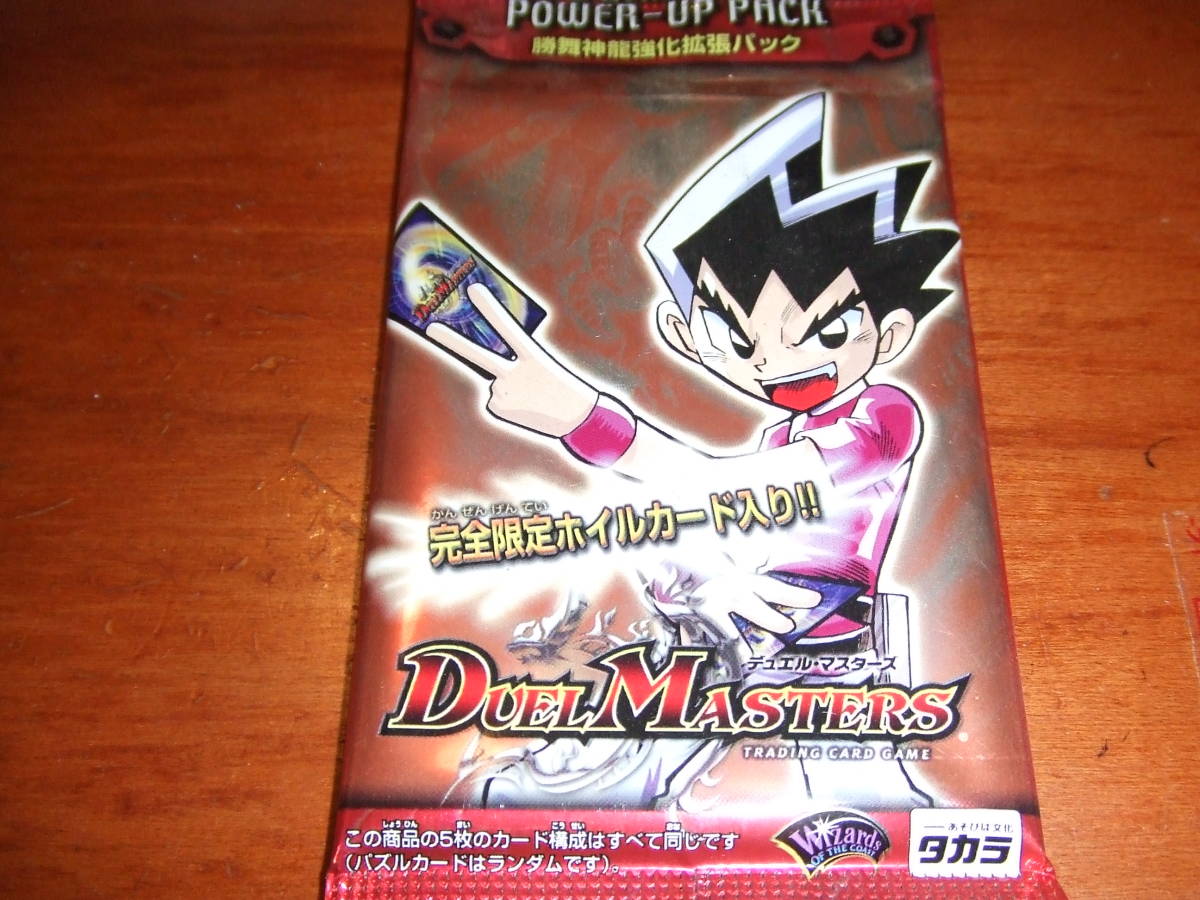 POWER-UP PACK
勝舞神龍強化拡張パック
DUEL MASTERS
かんぜんげんてい
完全限定ホイルカード入り!!
デュエル・マスターズ
DUEL MASTERS
TRADING CARD GAME
しょうひん まい こうせい おな
この商品の5枚のカード構成はすべて同じです
(パズルカードはランダムです)。
Wizards
OF THE COAST
あそびは文化
タカラ